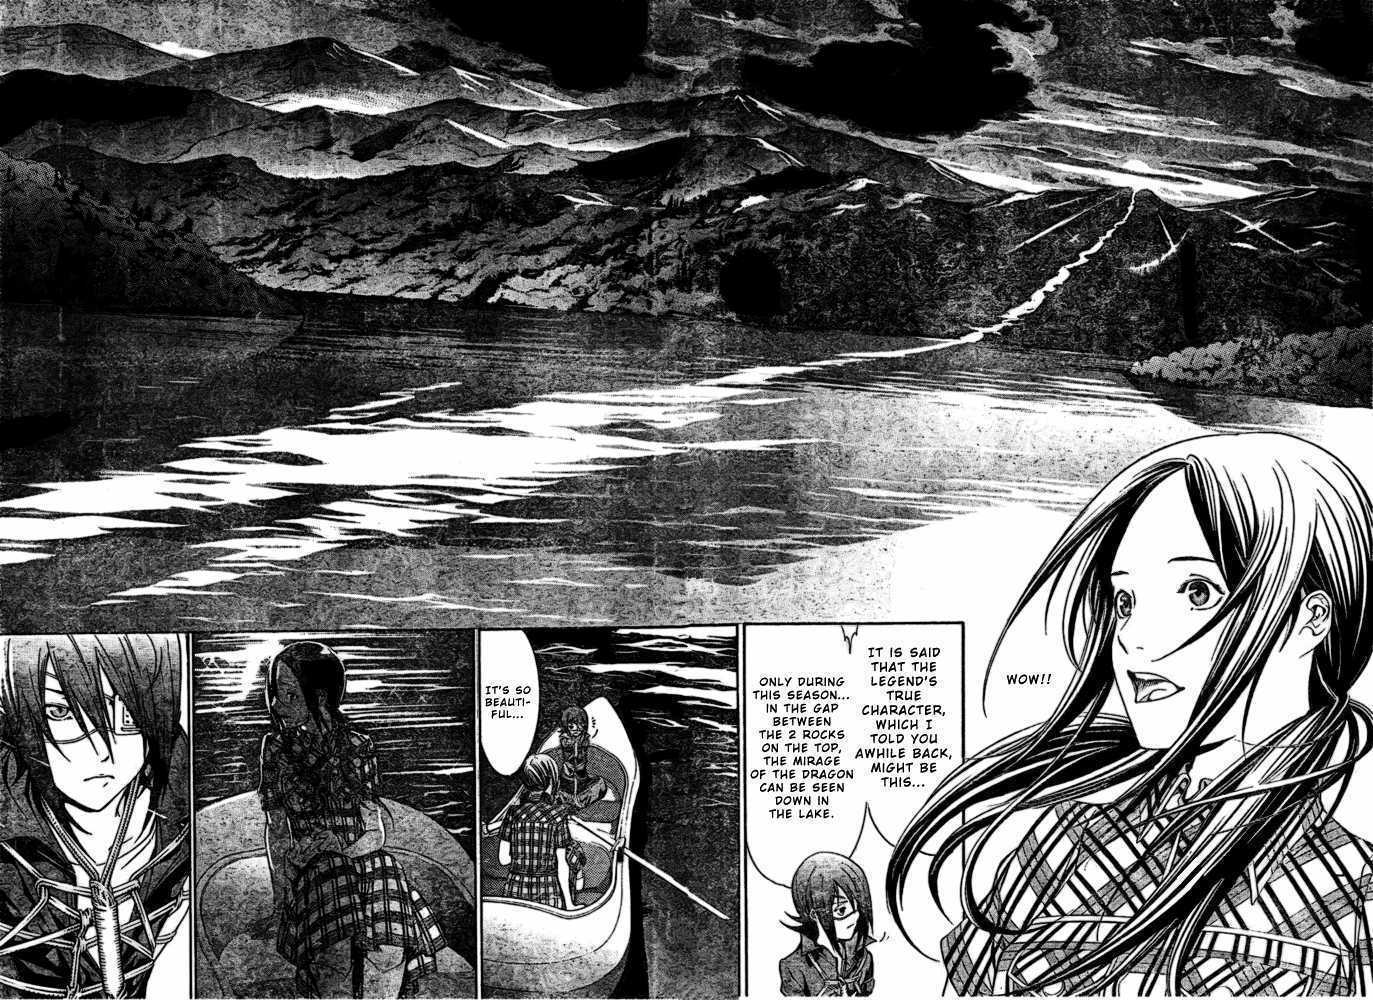 WOW!!
IT IS SAID
THAT THE
LEGEND'S
TRUE
CHARACTER,
WHICH I
TOLD YOU
AWHILE BACK,
MIGHT BE
THIS...
ONLY DURING
THIS SEASON...
IN THE GAP
BETWEEN
THE 2 ROCKS
ON THE TOP,
THE MIRAGE
OF THE DRAGON
CAN BE SEEN
DOWN IN
THE LAKE.
IT'S SO
BEAUTI-
FUL...